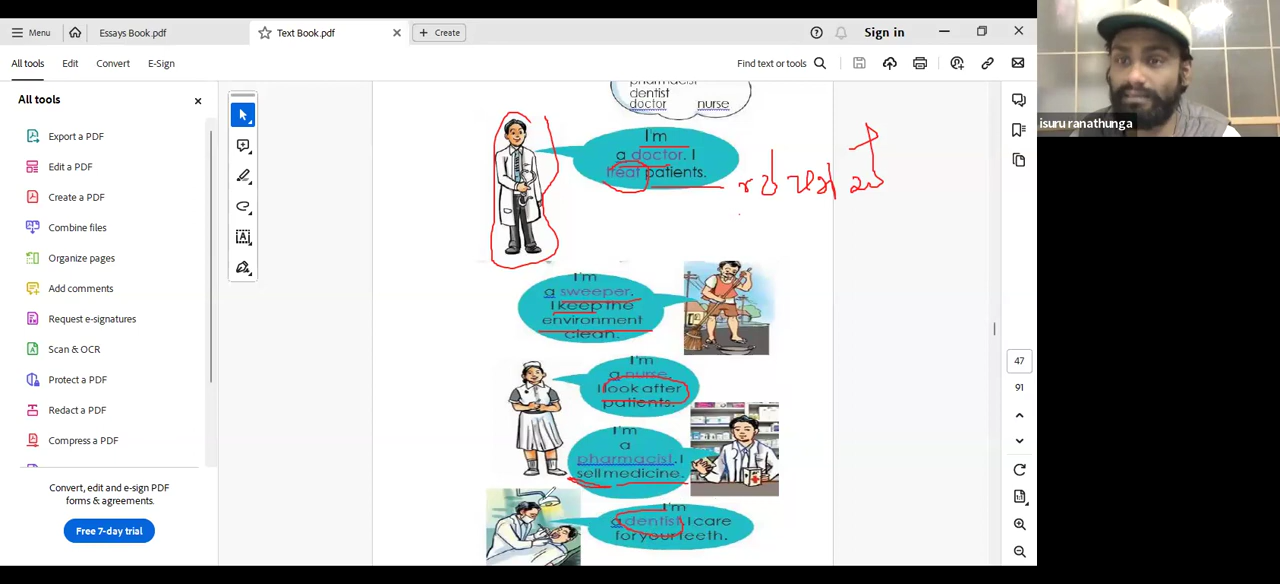 Menu
Essays Book.pdf
Text Book.pdf
Create
Sign in
All tools
Edit
Convert
E-Sign
Find text or tools
All tools
Export a PDF
Edit a PDF
Create a PDF
Combine files
Organize pages
Add comments
Request e-signatures
Scan & OCR
Protect a PDF
Redact a PDF
Compress a PDF
Convert, edit and e-sign PDF
forms & agreements.
Free 7-day trial
pharmacist
dentist
doctor nurse
I'm
a doctor. I
treat patients.
I'm
a sweeper.
I keep the
environment
clean.
I'm
a nurse.
I look after
patients.
I'm
a
pharmacist. I
sell medicine.
I'm
a dentist I care
for your teeth.
isuru ranathunga
47
91